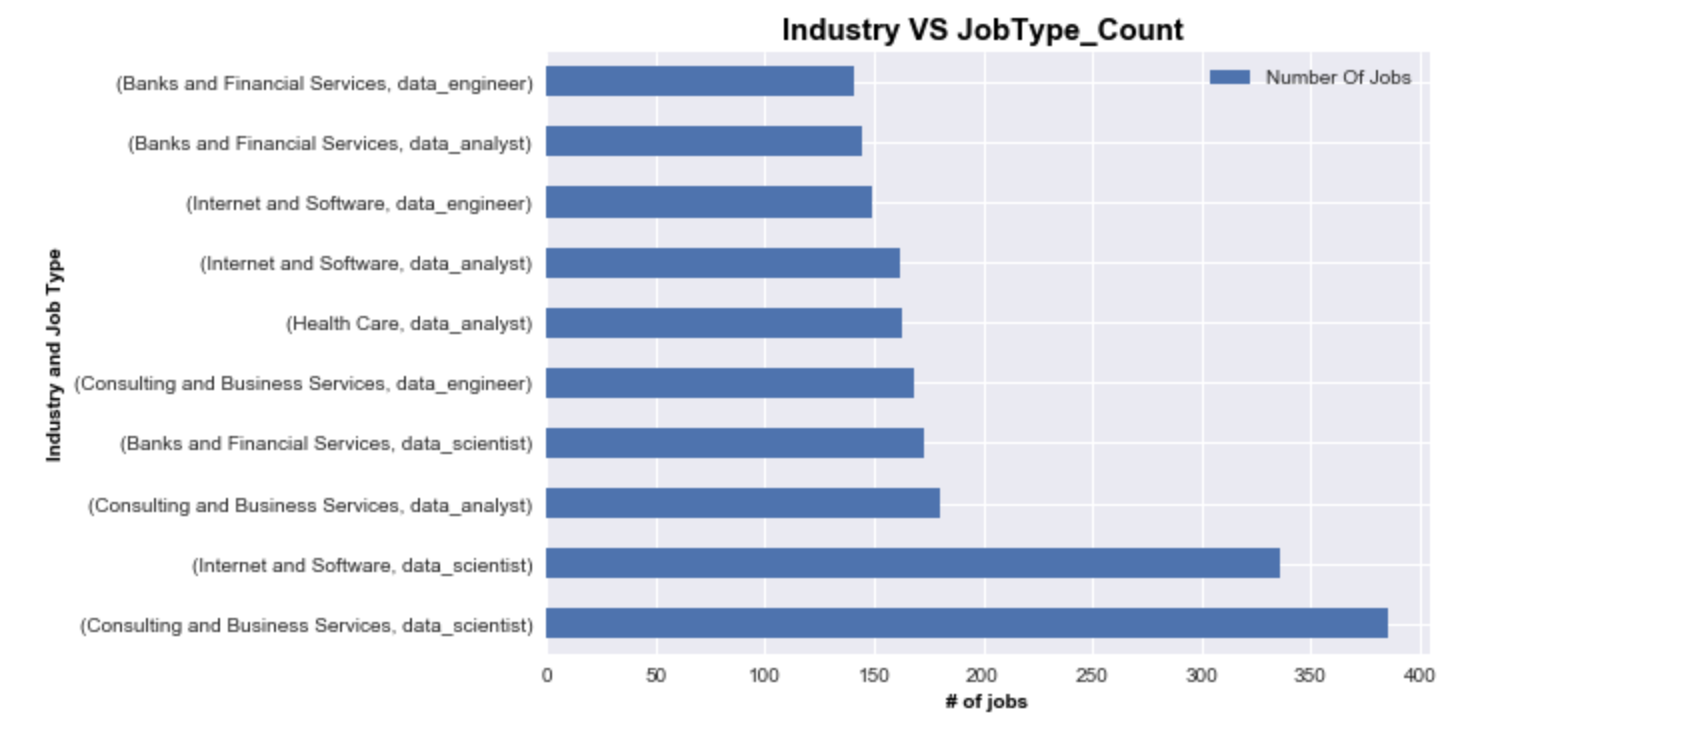 Industry VS JobType_Count
Number Of Jobs
(Banks and Financial Services, data_engineer)
(Banks and Financial Services, data_analyst)
(Internet and Software, data_engineer)
(Internet and Software, data_analyst)
(Health Care, data_analyst)
(Consulting and Business Services, data_engineer)
(Banks and Financial Services, data_scientist)
(Consulting and Business Services, data_analyst)
(Internet and Software, data_scientist)
(Consulting and Business Services, data_scientist)
Industry and Job Type
0 50 100 150 200 250 300 350 400
# of jobs